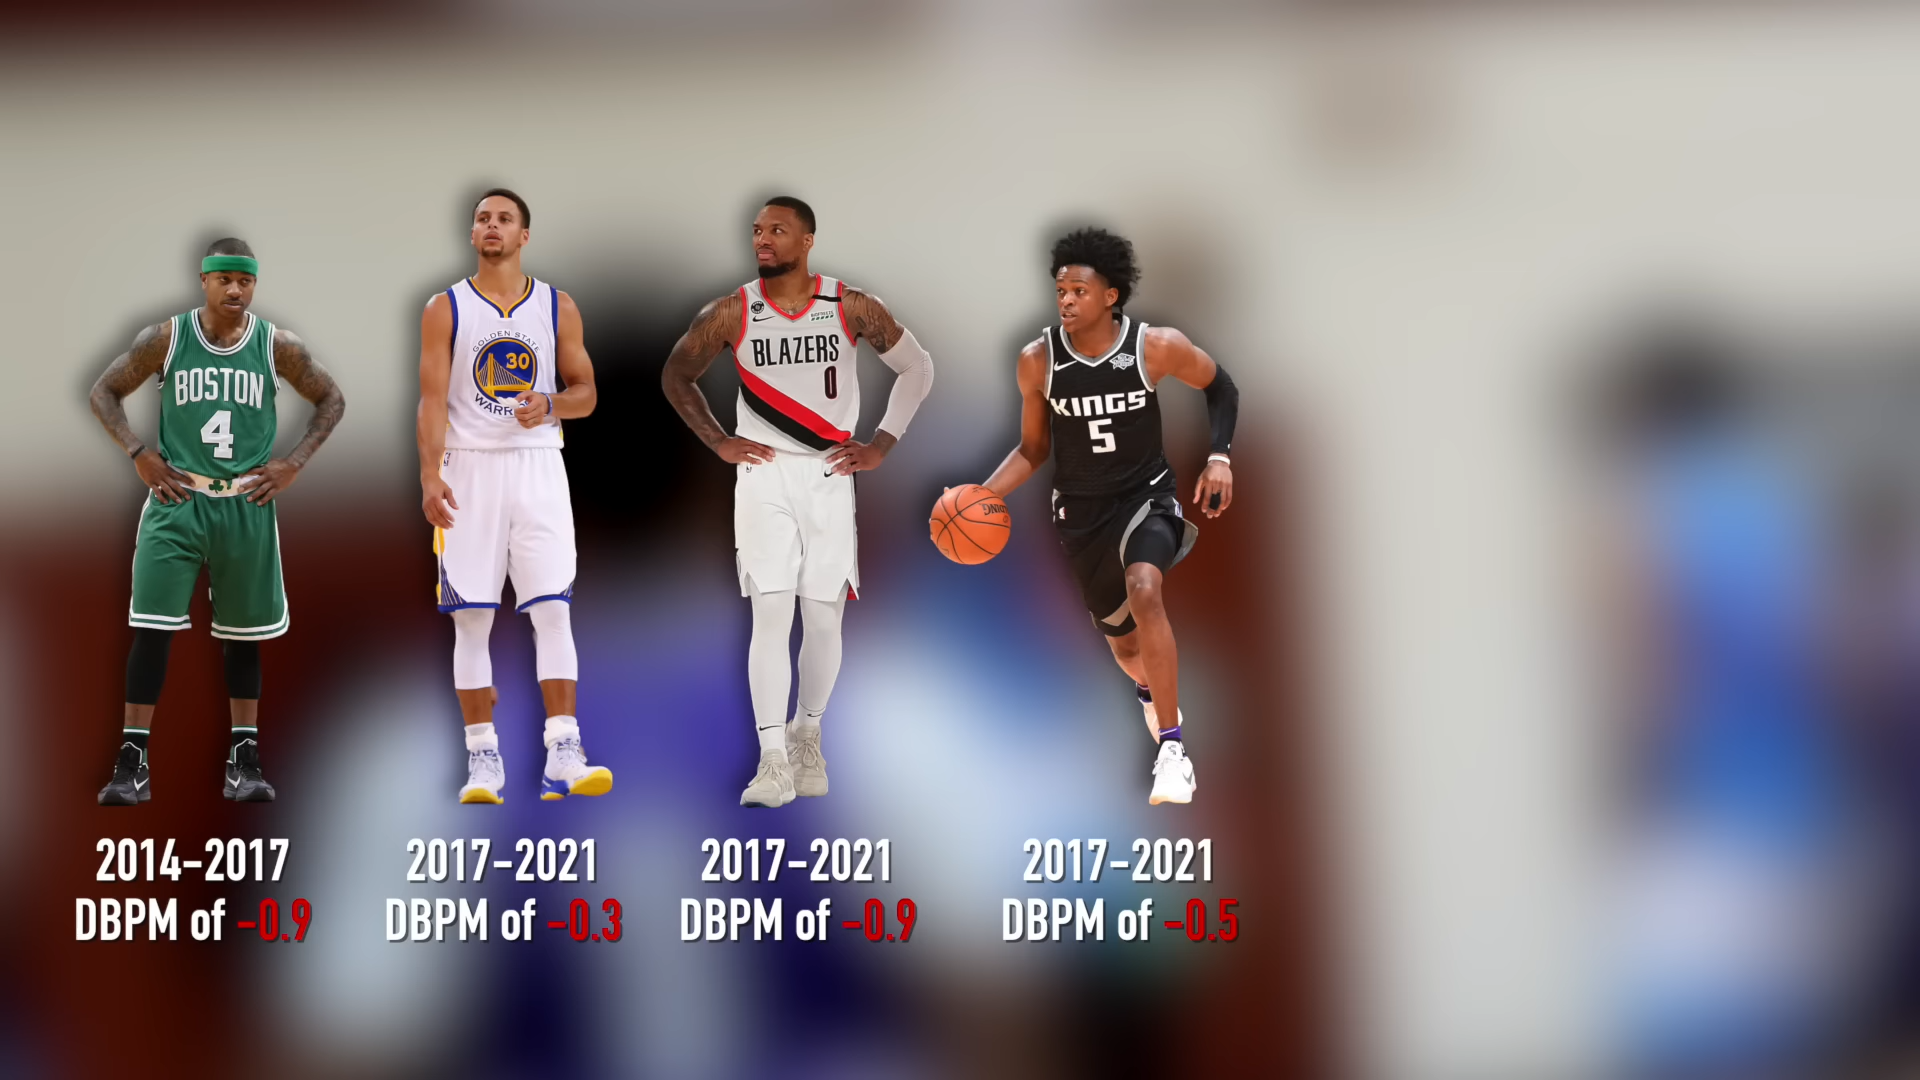 BOSTON
4
GOLDEN STATE
30
WARR
BLAZERS
0
KINGS
5
2014-2017
DBPM of -0.9
2017-2021
DBPM of -0.3
2017-2021
DBPM of -0.9
2017-2021
DBPM of -0.5